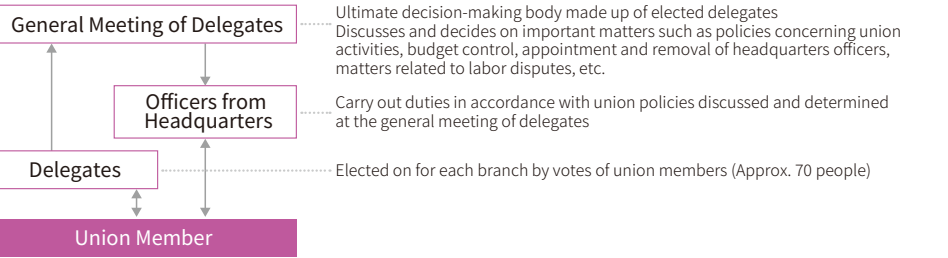 General Meeting of Delegates
Ultimate decision-making body made up of elected delegates
Discusses and decides on important matters such as policies concerning union
activities, budget control, appointment and removal of headquarters officers,
matters related to labor disputes, etc.
Officers from
Headquarters
Carry out duties in accordance with union policies discussed and determined
at the general meeting of delegates
Delegates
Elected on for each branch by votes of union members (Approx. 70 people)
Union Member